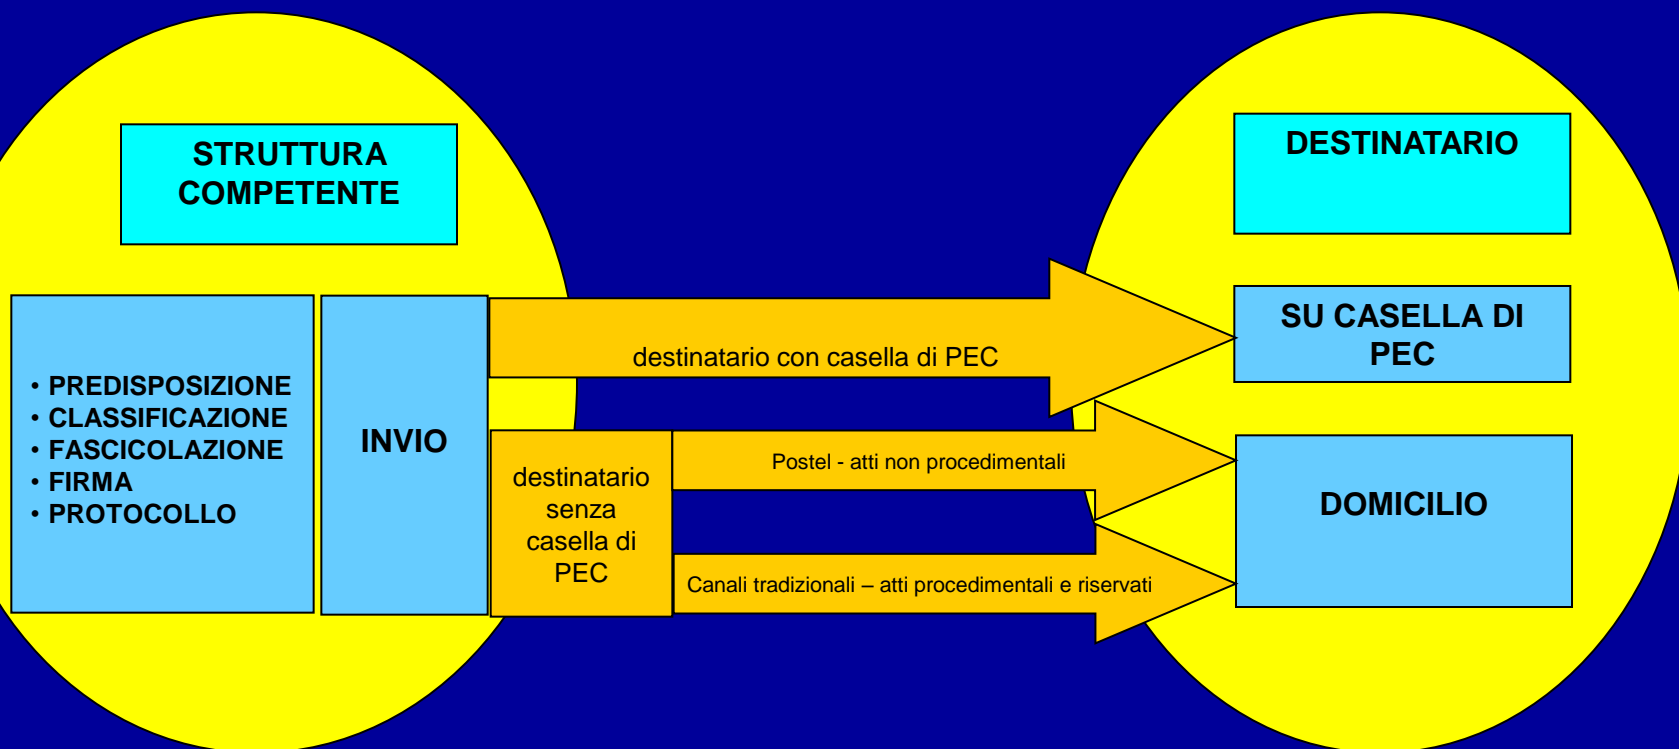 STRUTTURA
COMPETENTE
• PREDISPOSIZIONE
• CLASSIFICAZIONE
• FASCICOLAZIONE
• FIRMA
• PROTOCOLLO
INVIO
destinatario con casella di PEC
destinatario
senza
casella di
PEC
Postel - atti non procedimentali
Canali tradizionali – atti procedimentali e riservati
DESTINATARIO
SU CASELLA DI
PEC
DOMICILIO